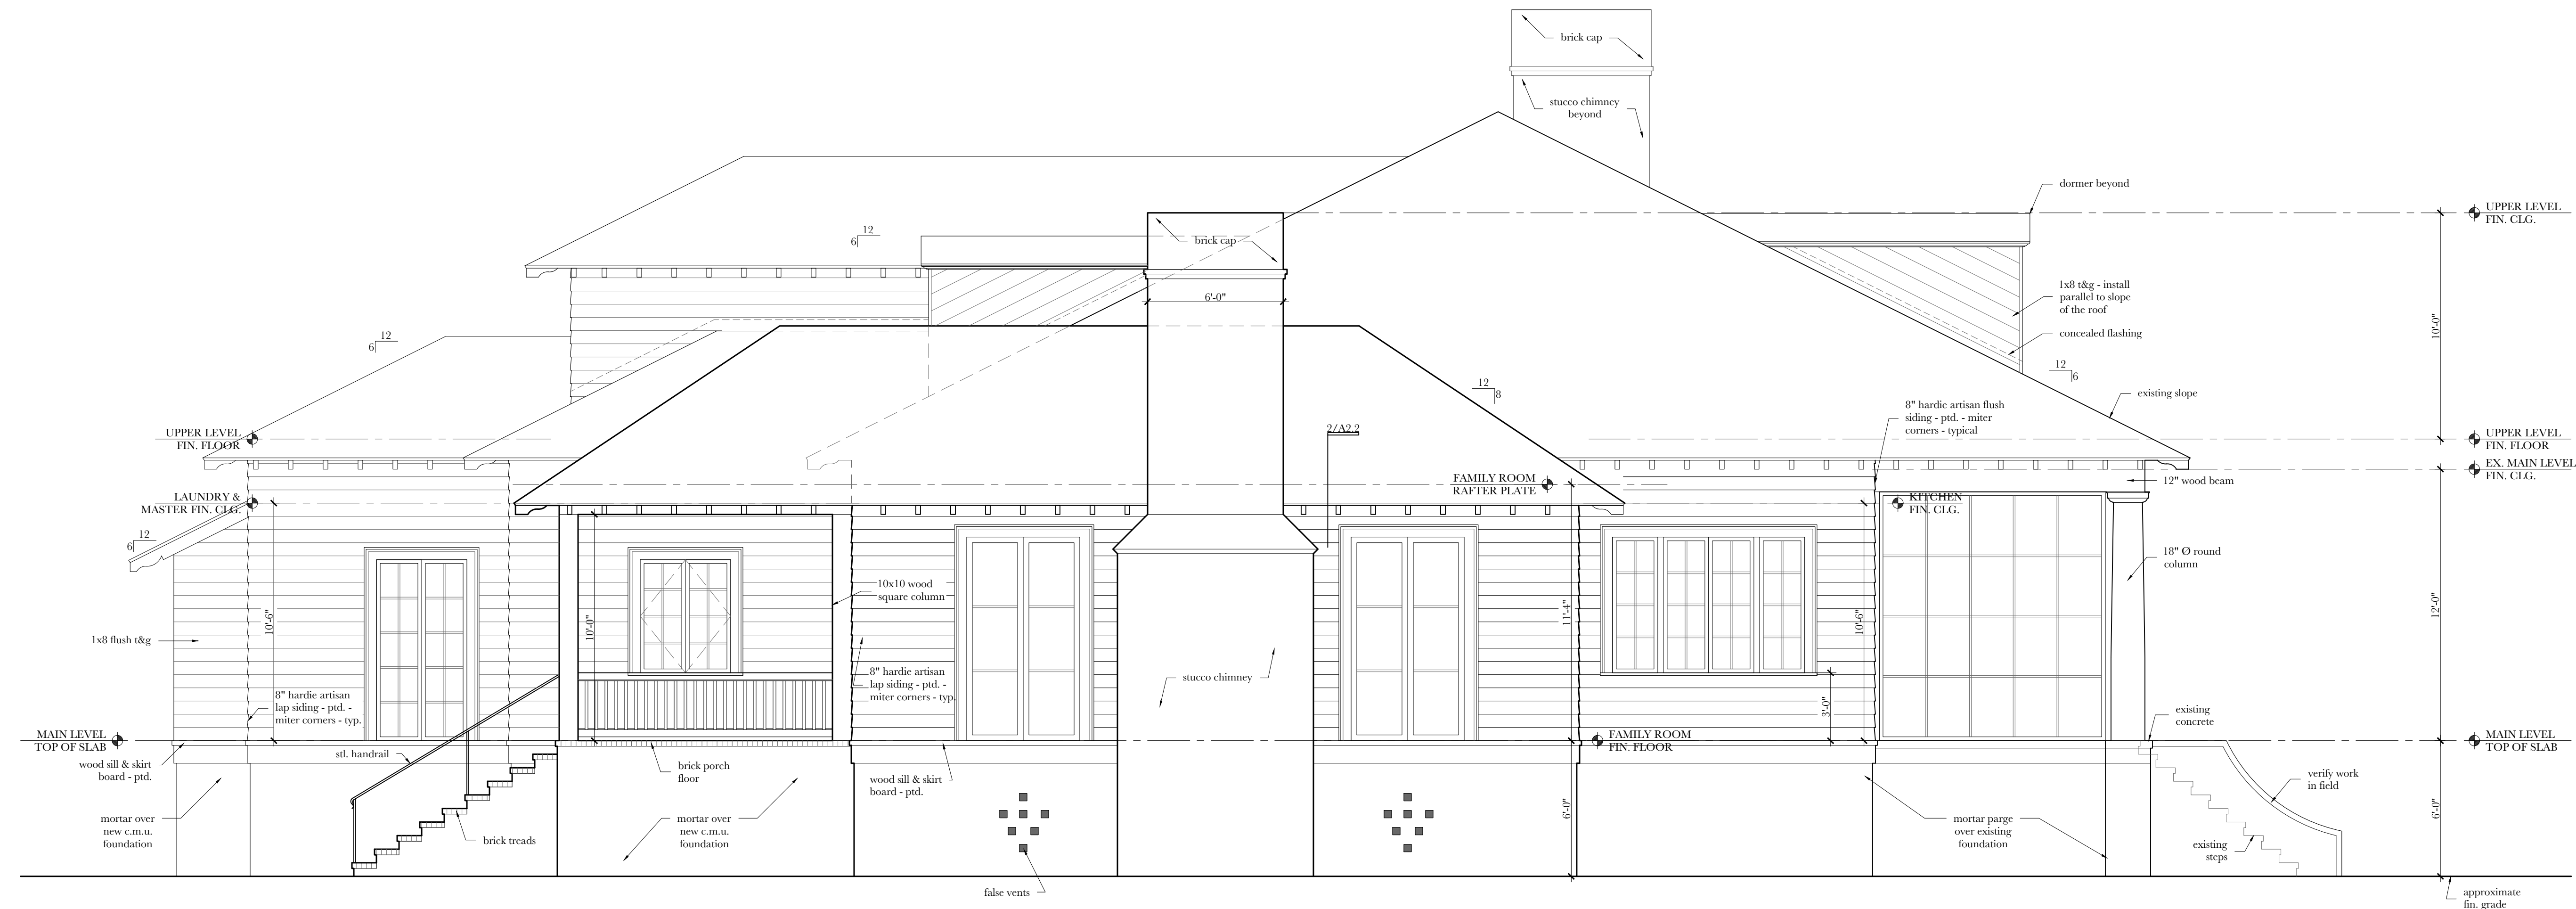 brick cap
stucco chimney
beyond
dormer beyond
UPPER LEVEL
FIN. CLG.
12
6
brick cap
6'-0"
1x8 t&g - install
parallel to slope
of the roof
concealed flashing
10'-0"
12
6
12
6
12
8
existing slope
8" hardie artisan flush
siding - ptd. - miter
corners - typical
2/A2.2
UPPER LEVEL
FIN. FLOOR
UPPER LEVEL
FIN. FLOOR
EX. MAIN LEVEL
FIN. CLG.
FAMILY ROOM
RAFTER PLATE
12" wood beam
LAUNDRY &
MASTER FIN. CLG.
KITCHEN
FIN. CLG.
12
6
18" Ø round
column
10x10 wood
square column
10'-6"
10'-0"
11'-4"
10'-6"
12'-0"
1x8 flush t&g
8" hardie artisan
lap siding - ptd. -
miter corners - typ.
8" hardie artisan
lap siding - ptd. -
miter corners - typ.
stucco chimney
3'-0"
existing
concrete
MAIN LEVEL
TOP OF SLAB
FAMILY ROOM
FIN. FLOOR
MAIN LEVEL
TOP OF SLAB
stl. handrail
wood sill & skirt
board - ptd.
brick porch
floor
wood sill & skirt
board - ptd.
verify work
in field
6'-0"
6'-0"
mortar over
new c.m.u.
foundation
brick treads
mortar over
new c.m.u.
foundation
mortar parge
over existing
foundation
existing
steps
false vents
approximate
fin. grade